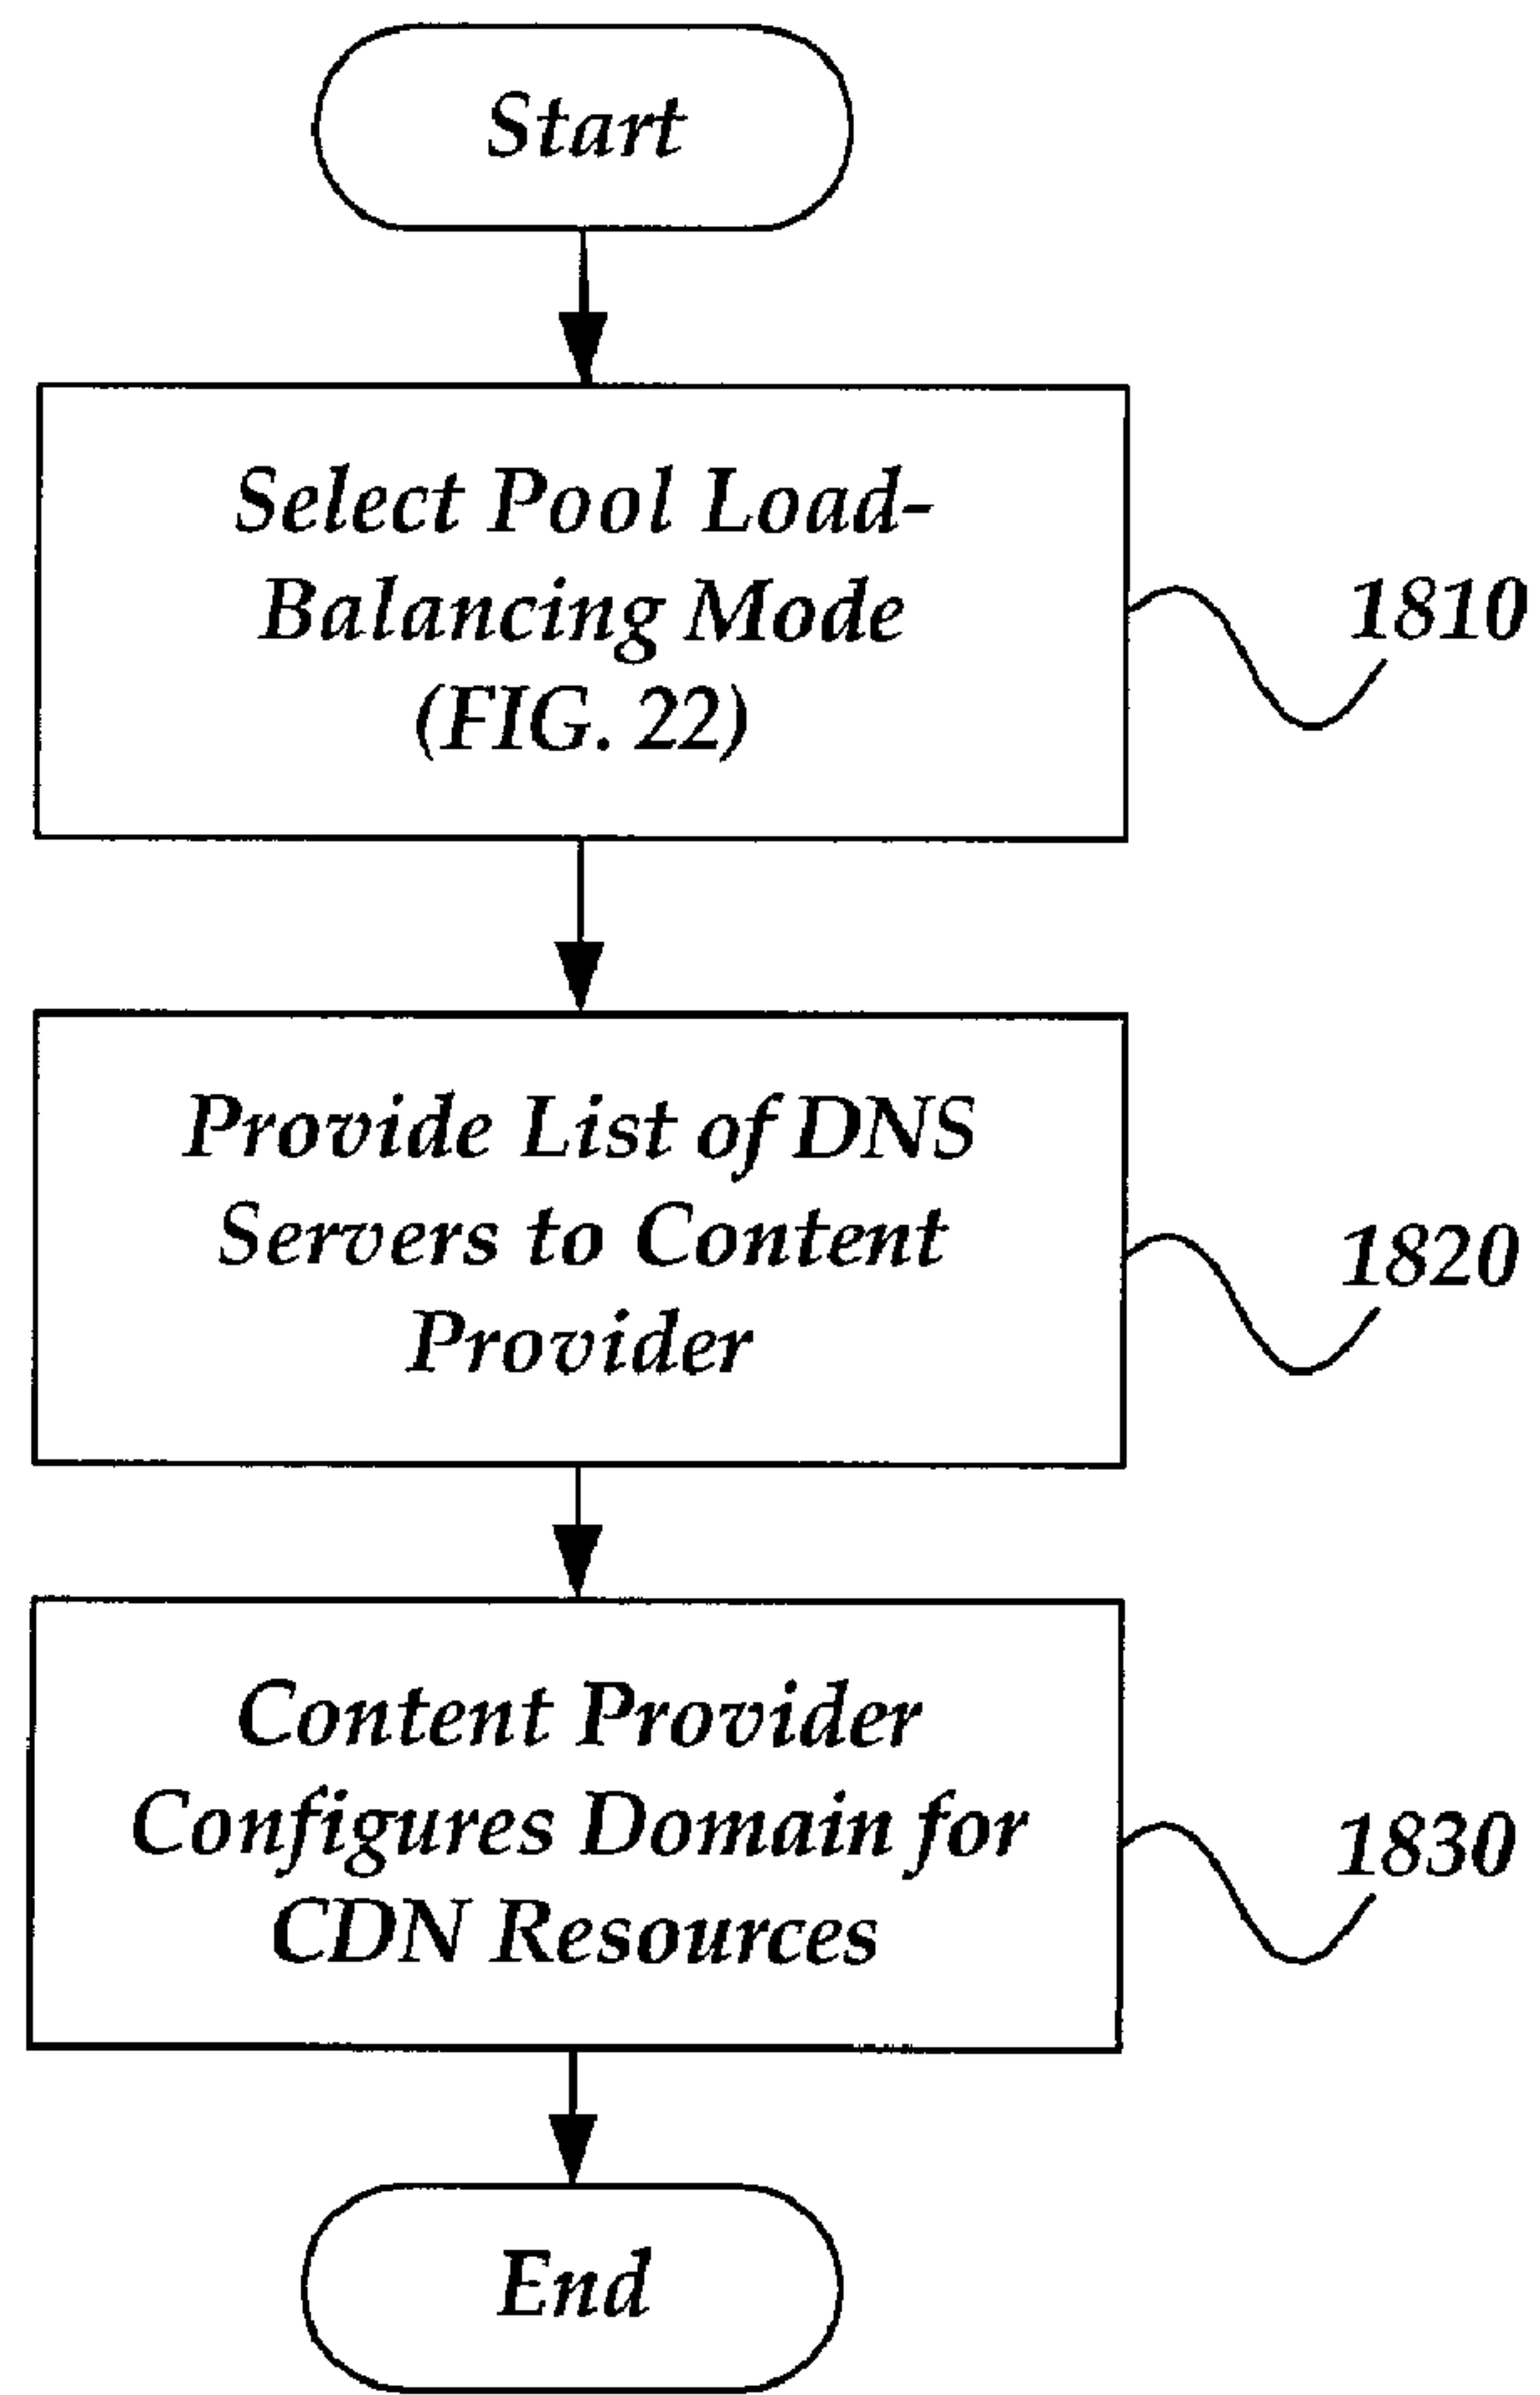 Start
Select Pool Load-
Balancing Mode
(FIG. 22)
1810
Provide List of DNS
Servers to Content
Provider
1820
Content Provider
Configures Domain for
CDN Resources
1830
End